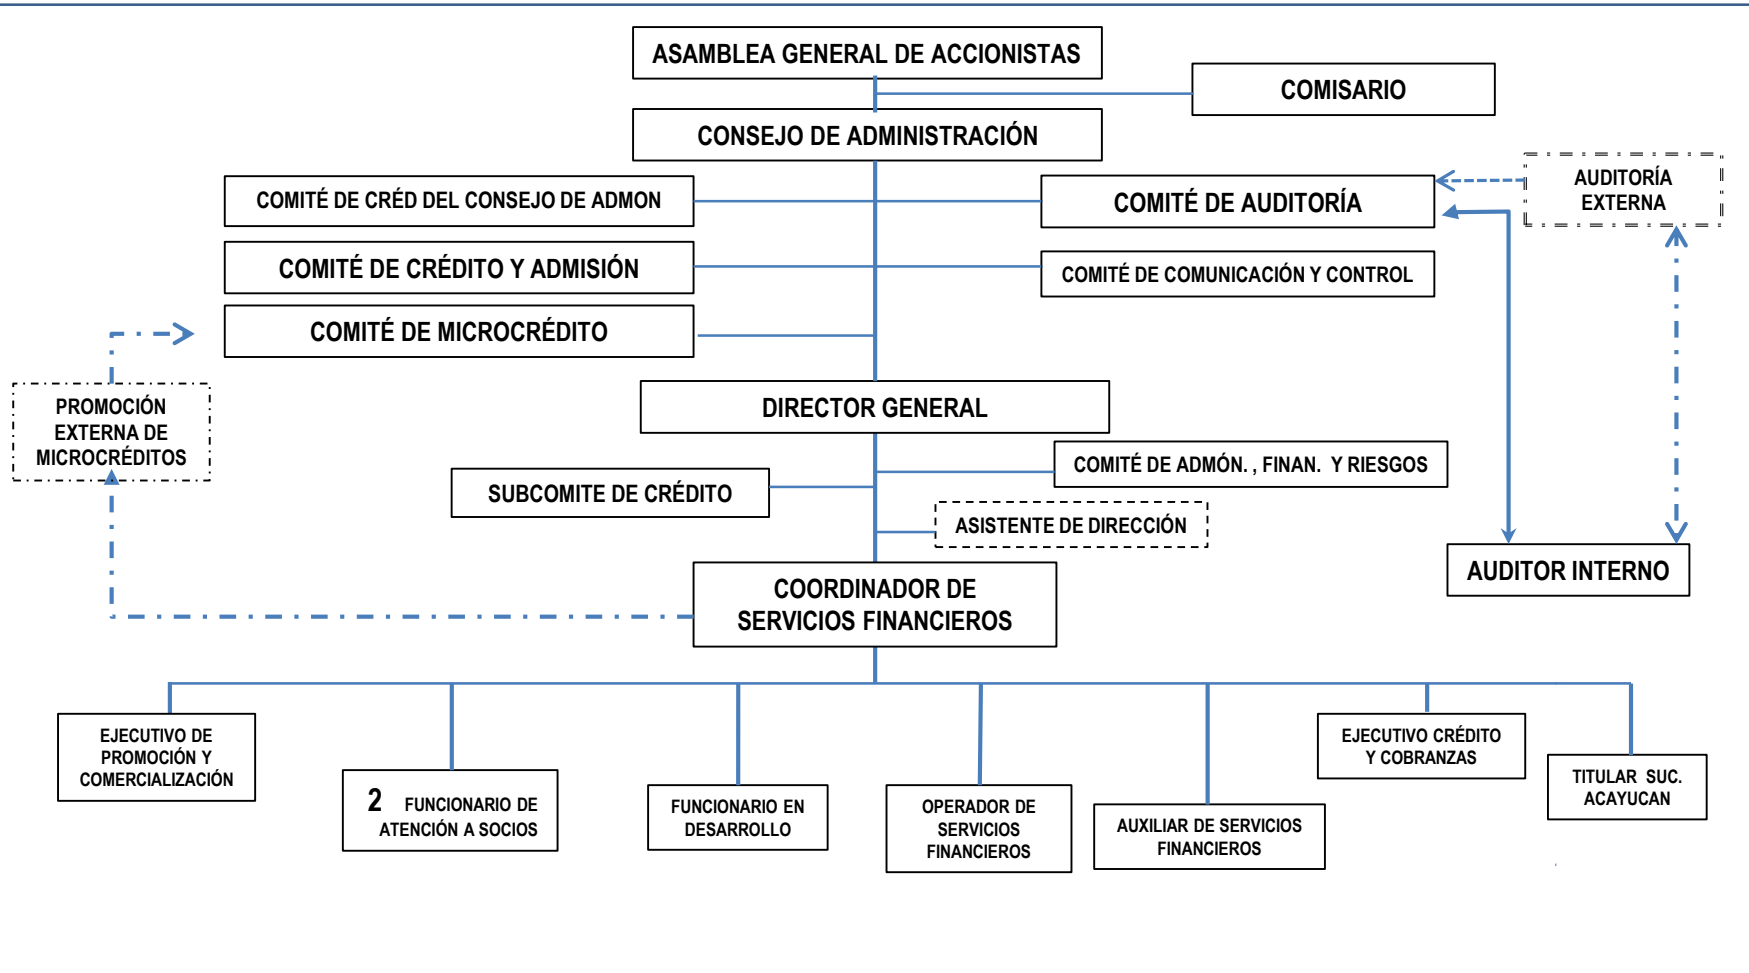 ASAMBLEA GENERAL DE ACCIONISTAS
COMISARIO
CONSEJO DE ADMINISTRACIÓN
COMITÉ DE CRÉD DEL CONSEJO DE ADMON
COMITÉ DE AUDITORÍA
AUDITORÍA
EXTERNA
COMITÉ DE CRÉDITO Y ADMISIÓN
COMITÉ DE COMUNICACIÓN Y CONTROL
COMITÉ DE MICROCRÉDITO
PROMOCIÓN
EXTERNA DE
MICROCRÉDITOS
DIRECTOR GENERAL
COMITÉ DE ADMÓN. , FINAN. Y RIESGOS
SUBCOMITE DE CRÉDITO
ASISTENTE DE DIRECCIÓN
AUDITOR INTERNO
COORDINADOR DE
SERVICIOS FINANCIEROS
EJECUTIVO DE
PROMOCIÓN Y
COMERCIALIZACIÓN
2 FUNCIONARIO DE
ATENCIÓN A SOCIOS
FUNCIONARIO EN
DESARROLLO
OPERADOR DE
SERVICIOS
FINANCIEROS
AUXILIAR DE SERVICIOS
FINANCIEROS
EJECUTIVO CRÉDITO
Y COBRANZAS
TITULAR SUC.
ACAYUCAN